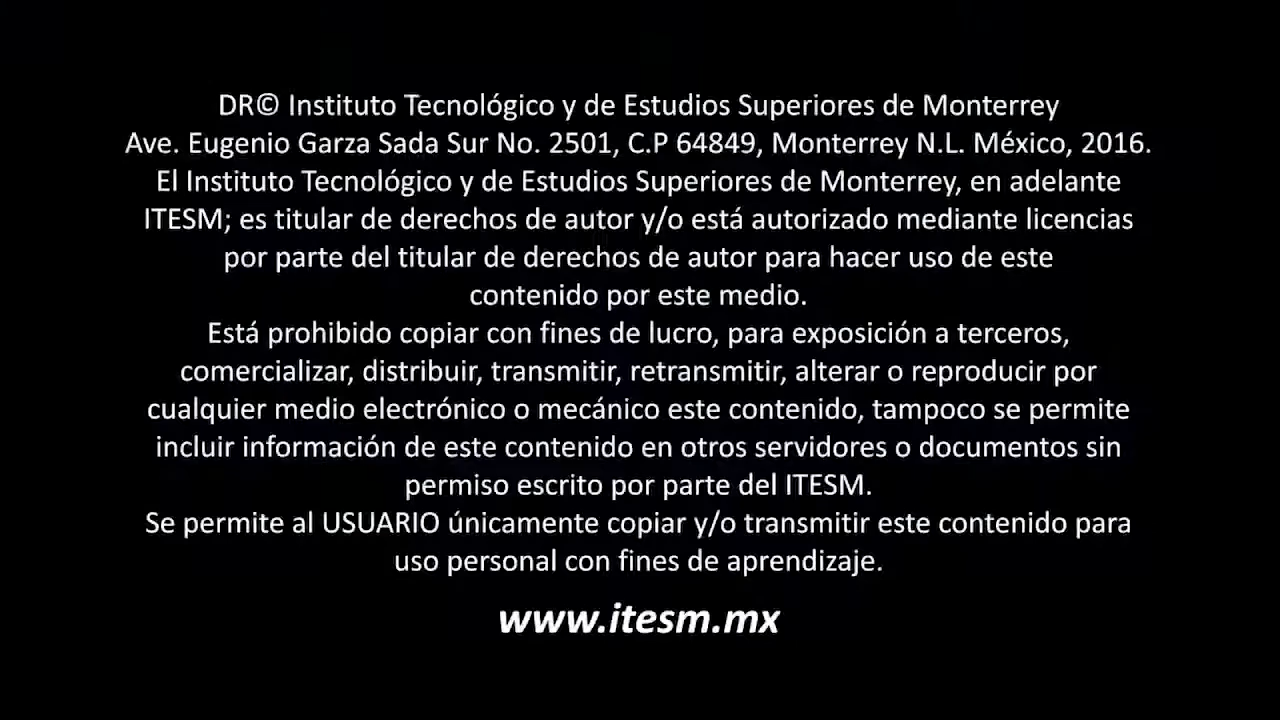 DR© Instituto Tecnológico y de Estudios Superiores de Monterrey
Ave. Eugenio Garza Sada Sur No. 2501, C.P 64849, Monterrey N.L. México, 2016.
El Instituto Tecnológico y de Estudios Superiores de Monterrey, en adelante
ITESM; es titular de derechos de autor y/o está autorizado mediante licencias
por parte del titular de derechos de autor para hacer uso de este
contenido por este medio.
Está prohibido copiar con fines de lucro, para exposición a terceros,
comercializar, distribuir, transmitir, retransmitir, alterar o reproducir por
cualquier medio electrónico o mecánico este contenido, tampoco se permite
incluir información de este contenido en otros servidores o documentos sin
permiso escrito por parte del ITESM.
Se permite al USUARIO únicamente copiar y/o transmitir este contenido para
uso personal con fines de aprendizaje.
www.itesm.mx